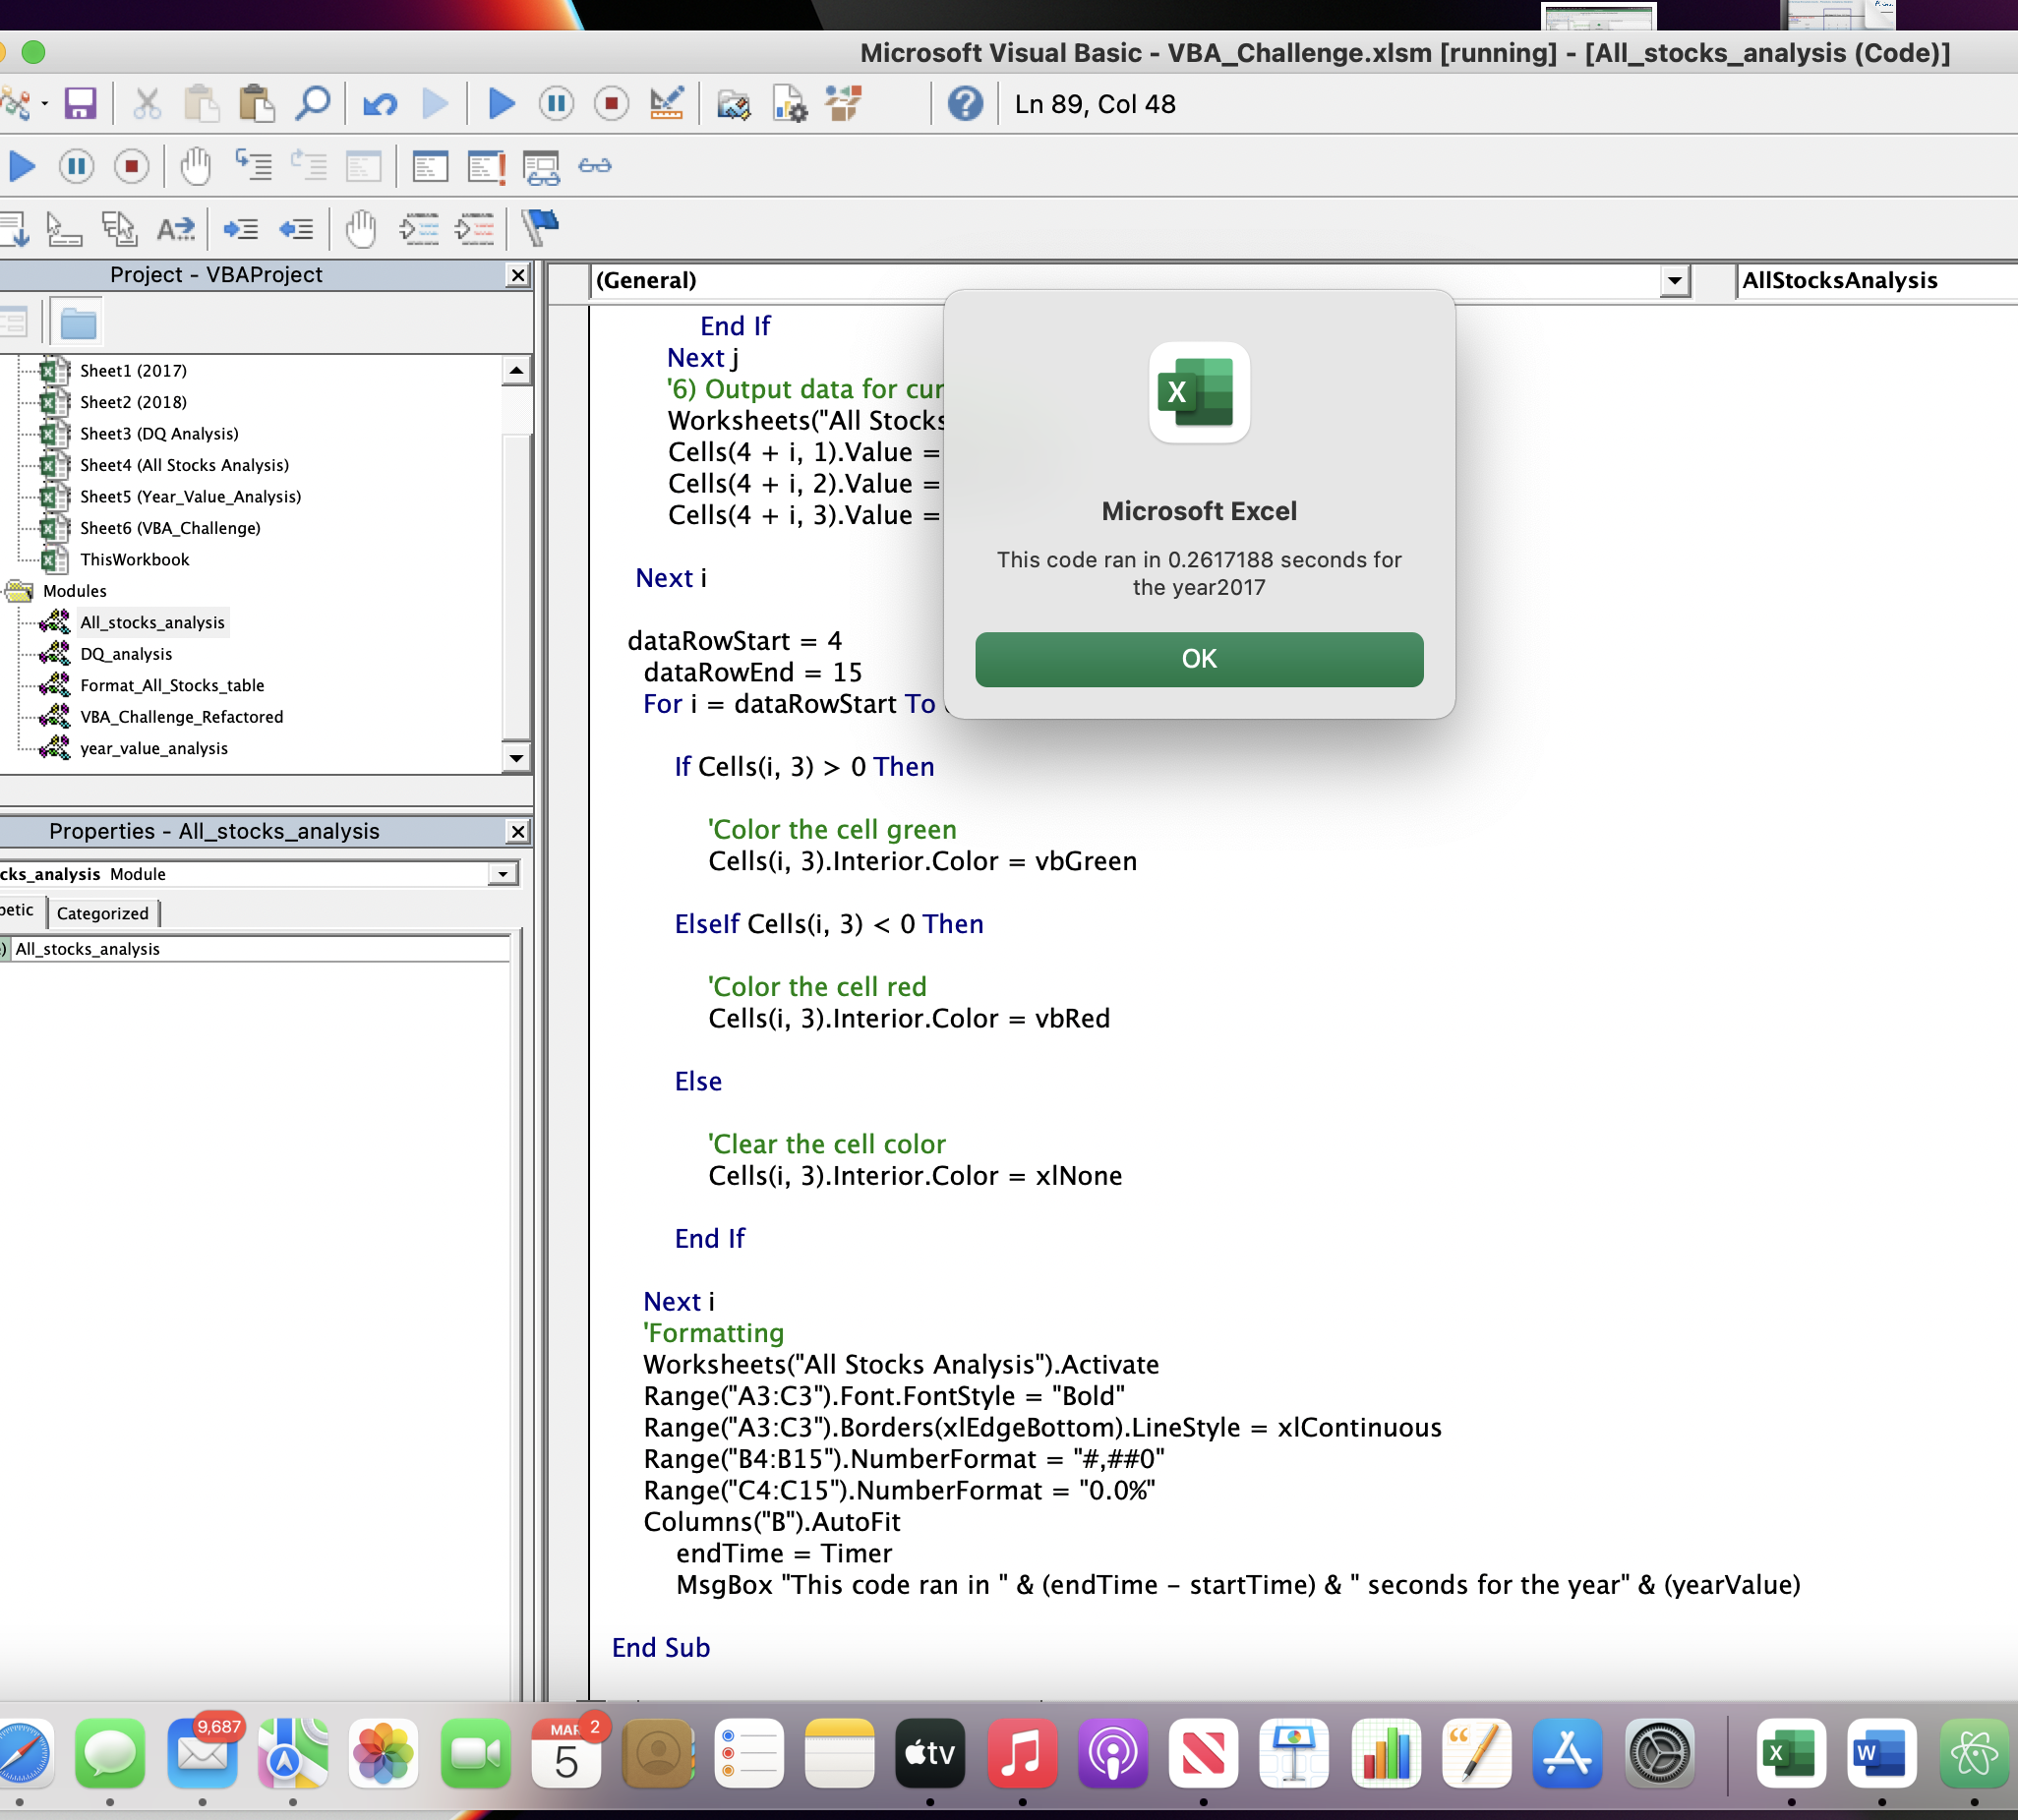 Microsoft Visual Basic - VBA_Challenge.xlsm [running] - [All_stocks_analysis (Code)]
Ln 89, Col 48
Project - VBAProject
(General)
AllStocksAnalysis
Sheet1 (2017)
Sheet2 (2018)
Sheet3 (DQ Analysis)
Sheet4 (All Stocks Analysis)
Sheet5 (Year_Value_Analysis)
Sheet6 (VBA_Challenge)
ThisWorkbook
Modules
All_stocks_analysis
DQ_analysis
Format_All_Stocks_table
VBA_Challenge_Refactored
year_value_analysis
Properties - All_stocks_analysis
cks_analysis Module
betic
Categorized
) All_stocks_analysis
End If
Next j
'6) Output data for cur
Worksheets("All Stocks
Cells(4 + i, 1).Value =
Cells(4 + i, 2).Value =
Cells(4 + i, 3).Value =
Next i
dataRowStart = 4
dataRowEnd = 15
For i = dataRowStart To
If Cells(i, 3) > 0 Then
'Color the cell green
Cells(i, 3).Interior.Color = vbGreen
ElseIf Cells(i, 3) < 0 Then
'Color the cell red
Cells(i, 3).Interior.Color = vbRed
Else
'Clear the cell color
Cells(i, 3).Interior.Color = xlNone
End If
Next i
'Formatting
Worksheets("All Stocks Analysis").Activate
Range("A3:C3").Font.FontStyle = "Bold"
Range("A3:C3").Borders(xlEdgeBottom).LineStyle = xlContinuous
Range("B4:B15").NumberFormat = "#,##0"
Range("C4:C15").NumberFormat = "0.0%"
Columns("B").AutoFit
endTime = Timer
MsgBox "This code ran in " & (endTime - startTime) & " seconds for the year" & (yearValue)
End Sub
X
Microsoft Excel
This code ran in 0.2617188 seconds for
the year2017
OK
9,687
MAR 2
5
tv
X
W